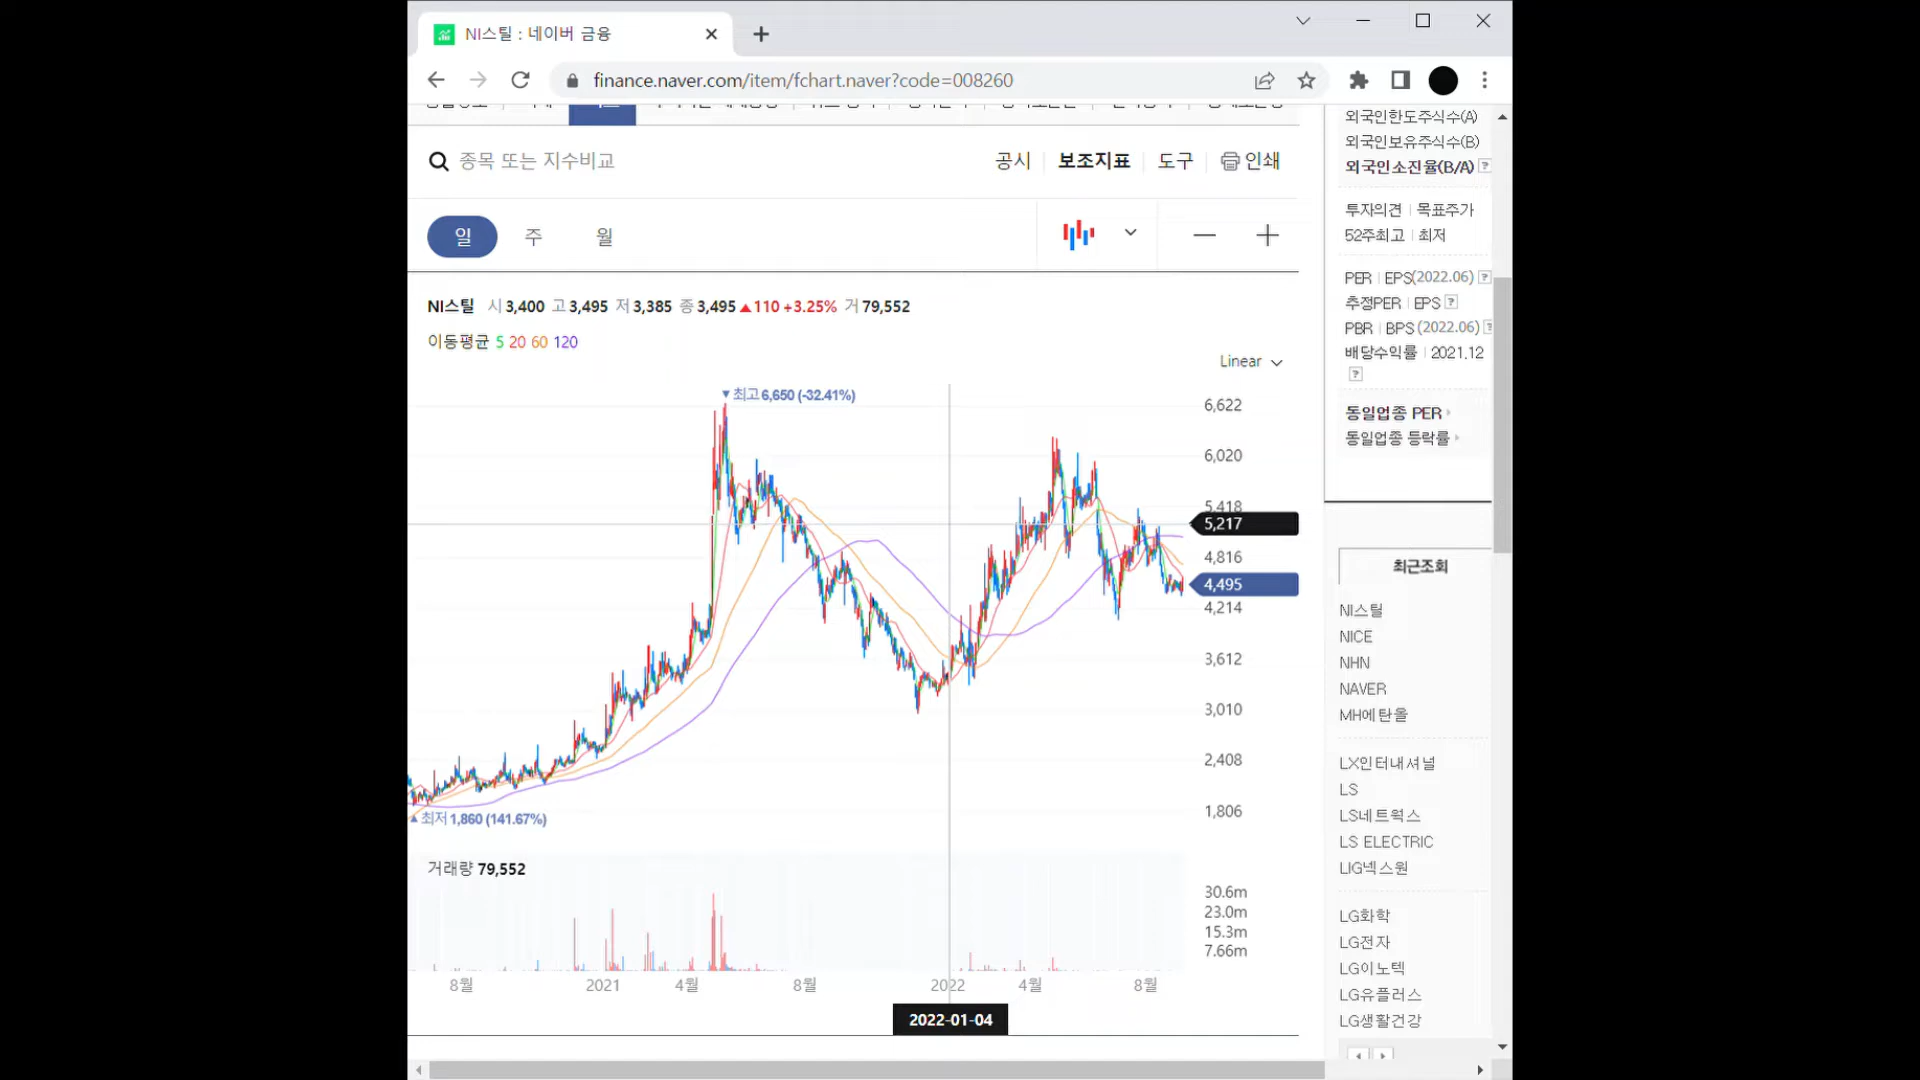 NI스틸 : 네이버 금융
finance.naver.com/item/fchart.naver?code=008260
종목 또는 지수비교
공시 보조지표 도구 인쇄
일 주 월
NI스틸 시 3,400 고 3,495 저 3,385 종 3,495 ▲110 +3.25% 거 79,552
이동평균 5 20 60 120
Linear
▼최고 6,650 (-32.41%)
6,622
6,020
5,418
5,217
4,816
4,495
4,214
3,612
3,010
2,408
1,806
▲최저 1,860 (141.67%)
거래량 79,552
30.6m
23.0m
15.3m
7.66m
8월 2021 4월 8월 2022 4월 8월
2022-01-04
외국인한도주식수(A)
외국인보유주식수(B)
외국인소진율(B/A) ?
투자의견 | 목표주가
52주최고 | 최저
PER | EPS(2022.06) ?
추정PER | EPS ?
PBR | BPS (2022.06) ?
배당수익률 | 2021.12
?
동일업종 PER
동일업종 등락률
최근조회
NI스틸
NICE
NHN
NAVER
MH에탄올
LX인터내셔널
LS
LS네트웍스
LS ELECTRIC
LIG넥스원
LG화학
LG전자
LG이노텍
LG유플러스
LG생활건강